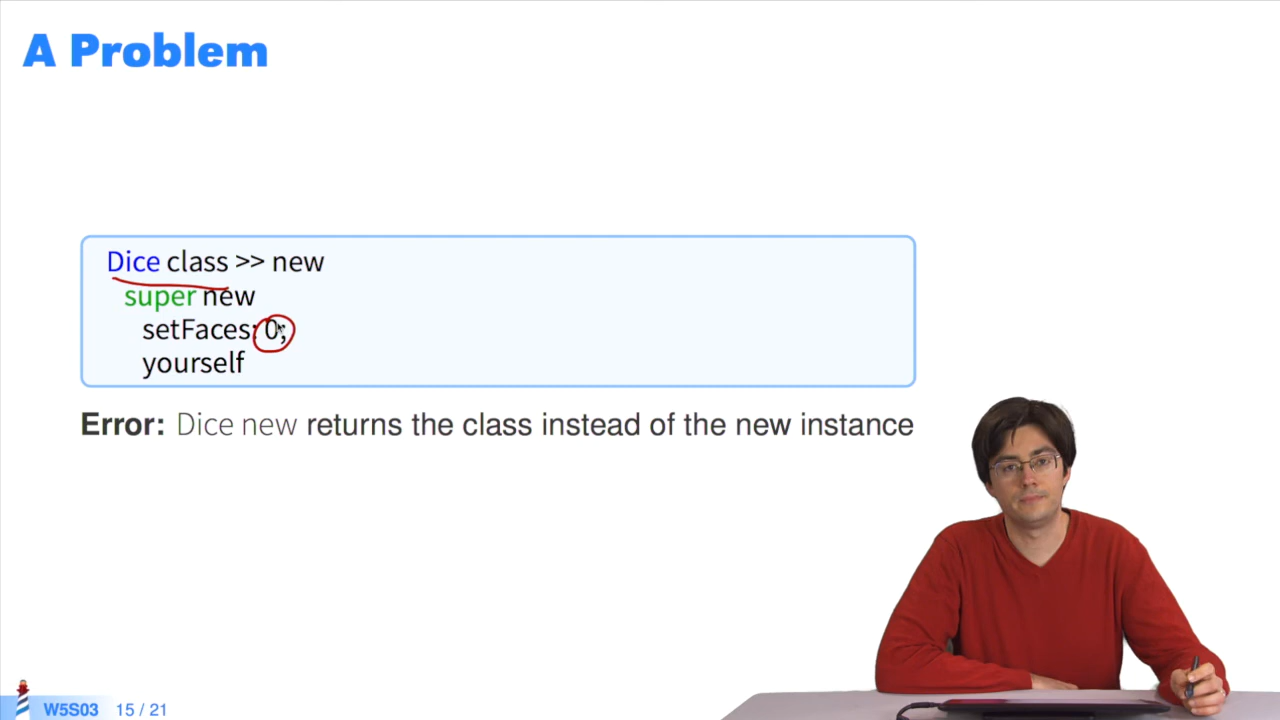 A Problem
Dice class >> new
super new
setFaces: 0;
yourself
Error: Dice new returns the class instead of the new instance
W5S03 15 / 21